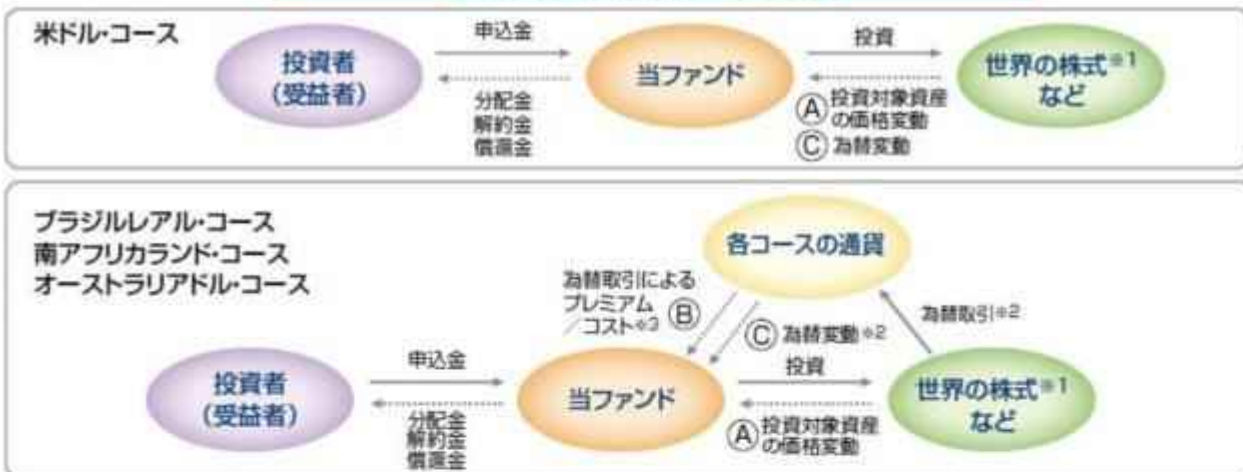 米ドル・コース
投資者
(受益者)
申込金
分配金
解約金
償還金
当ファンド
投資
Ⓐ投資対象資産
の価格変動
Ⓒ為替変動
世界の株式※1
など
ブラジルレアル・コース
南アフリカランド・コース
オーストラリアドル・コース
各コースの通貨
為替取引による
プレミアム
/コスト※3 Ⓑ
Ⓒ為替変動※2
為替取引※2
投資者
(受益者)
申込金
分配金
解約金
償還金
当ファンド
投資
Ⓐ投資対象資産
の価格変動
世界の株式※1
など